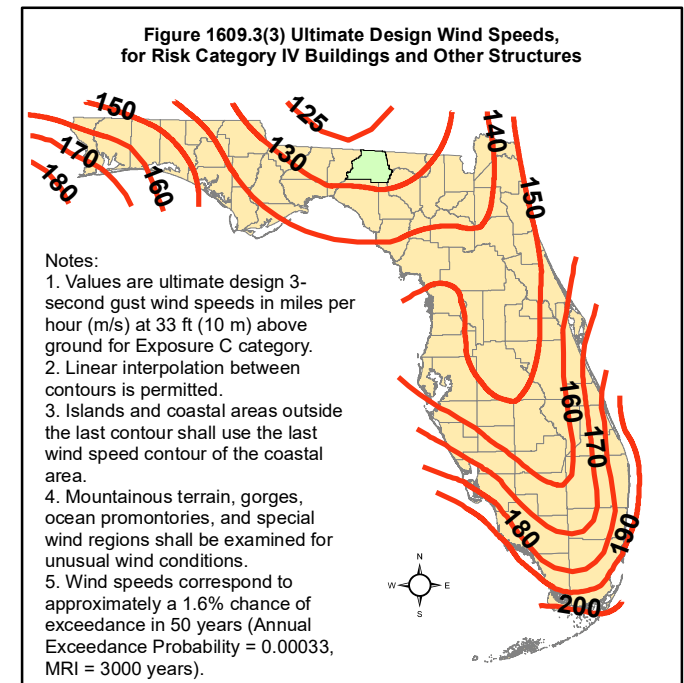 Figure 1609.3(3) Ultimate Design Wind Speeds,
for Risk Category IV Buildings and Other Structures
150
125
140
170
130
180
160
150
Notes:
1. Values are ultimate design 3-
second gust wind speeds in miles per
hour (m/s) at 33 ft (10 m) above
ground for Exposure C category.
2. Linear interpolation between
contours is permitted.
3. Islands and coastal areas outside
the last contour shall use the last
wind speed contour of the coastal
area.
4. Mountainous terrain, gorges,
ocean promontories, and special
wind regions shall be examined for
unusual wind conditions.
5. Wind speeds correspond to
approximately a 1.6% chance of
exceedance in 50 years (Annual
Exceedance Probability = 0.00033,
MRI = 3000 years).
160
170
180
190
200
N
W E
S